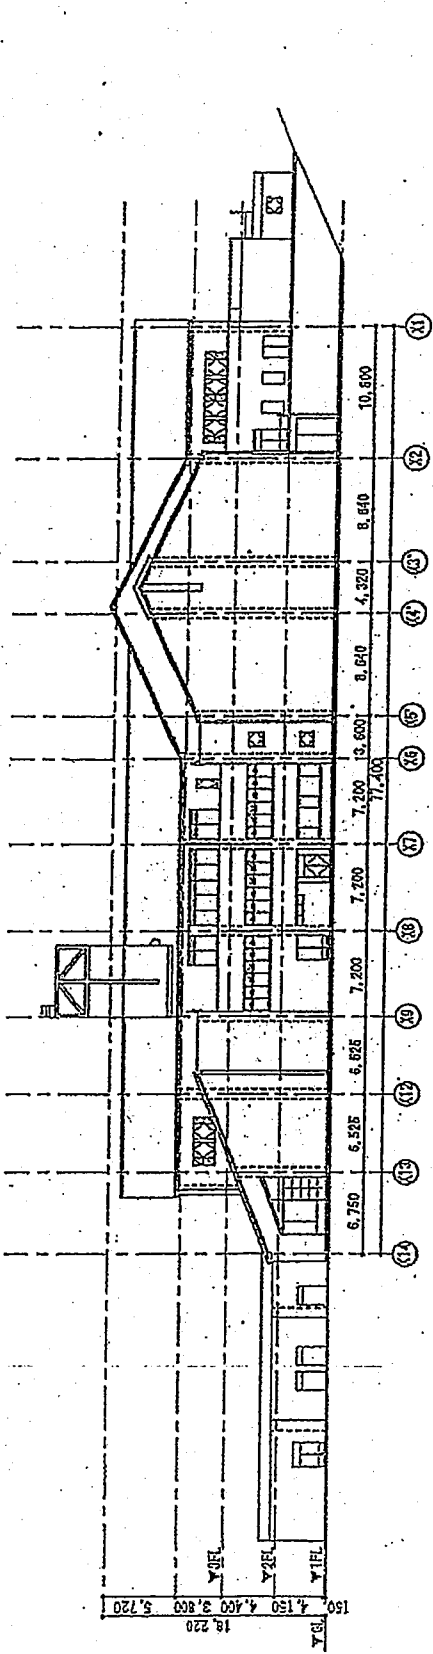 X1
10,800
X2
8,640
X3'
4,320
X4'
8,640
X5'
3,600
X6
7,200
77,400
X7
7,200
X8
7,200
X9
6,525
X12
6,525
X13
6,750
X14
▼2FL
▼1FL
▼GL
5,720
3,800
4,400
4,150
150
18,220